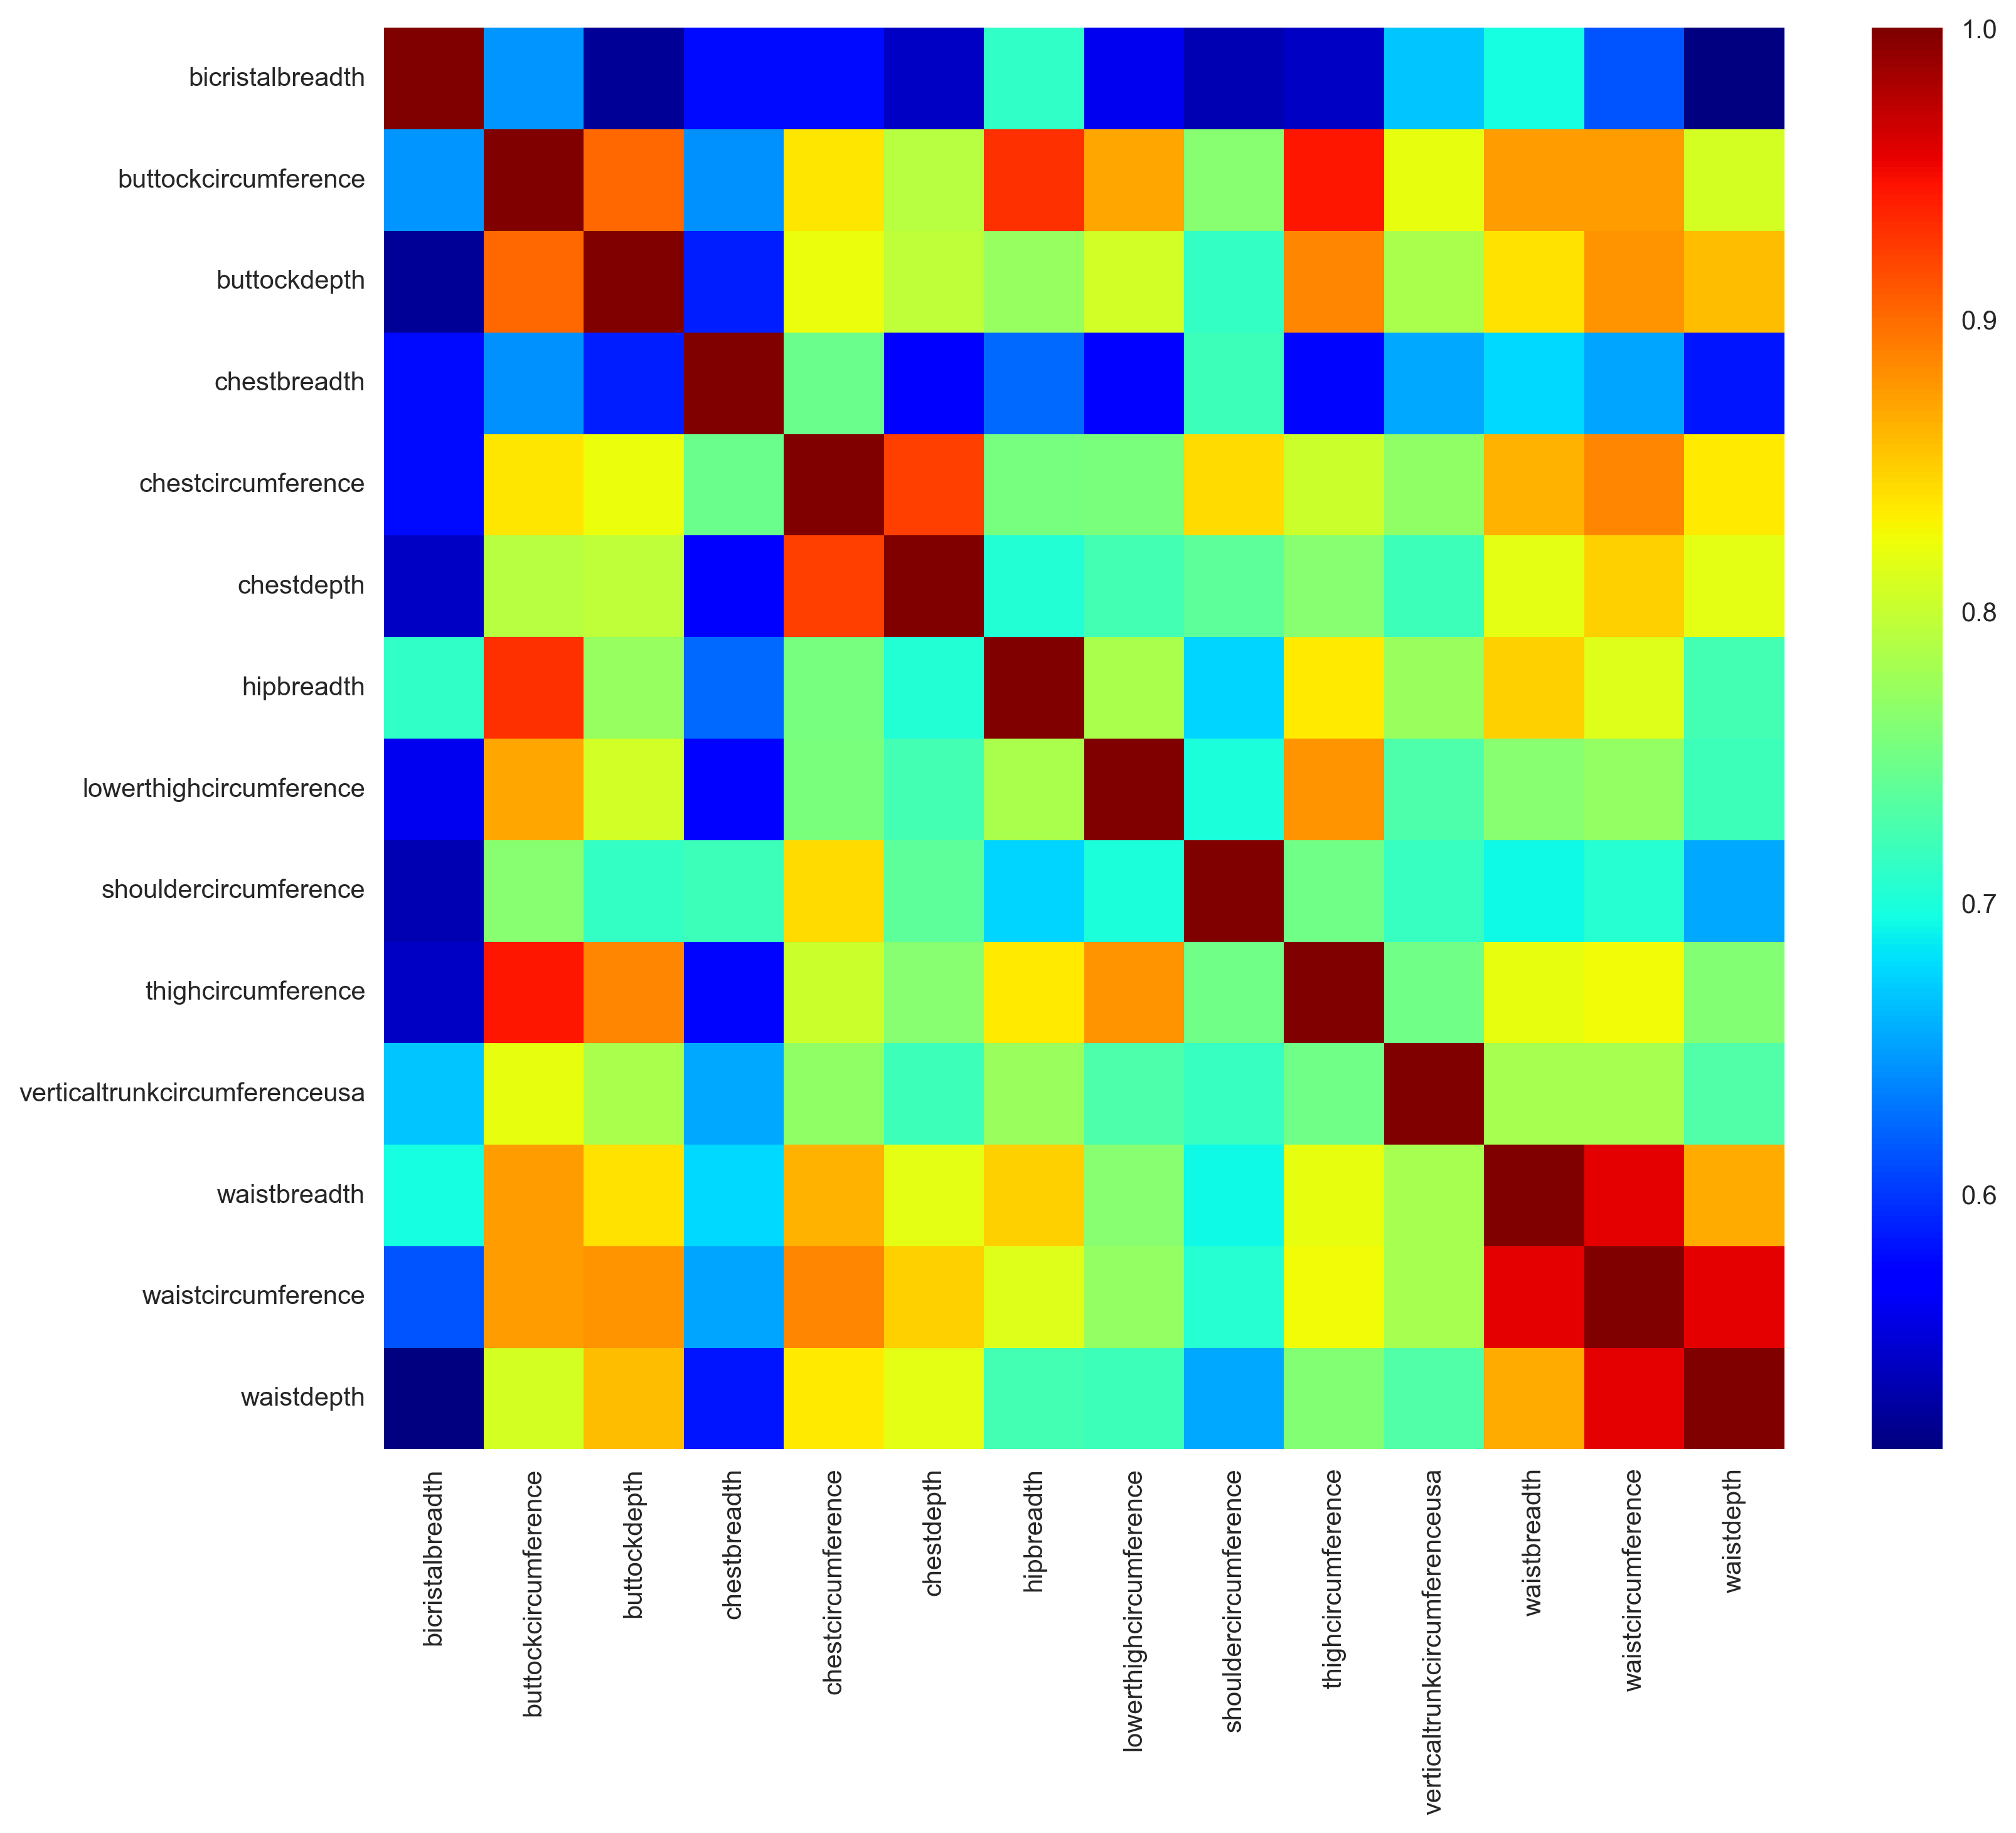 bicristalbreadth
buttockcircumference
buttockdepth
chestbreadth
chestcircumference
chestdepth
hipbreadth
lowerthighcircumference
shouldercircumference
thighcircumference
verticaltrunkcircumferenceusa
waistbreadth
waistcircumference
waistdepth
bicristalbreadth
buttockcircumference
buttockdepth
chestbreadth
chestcircumference
chestdepth
hipbreadth
lowerthighcircumference
shouldercircumference
thighcircumference
verticaltrunkcircumferenceusa
waistbreadth
waistcircumference
waistdepth
1.0
0.9
0.8
0.7
0.6